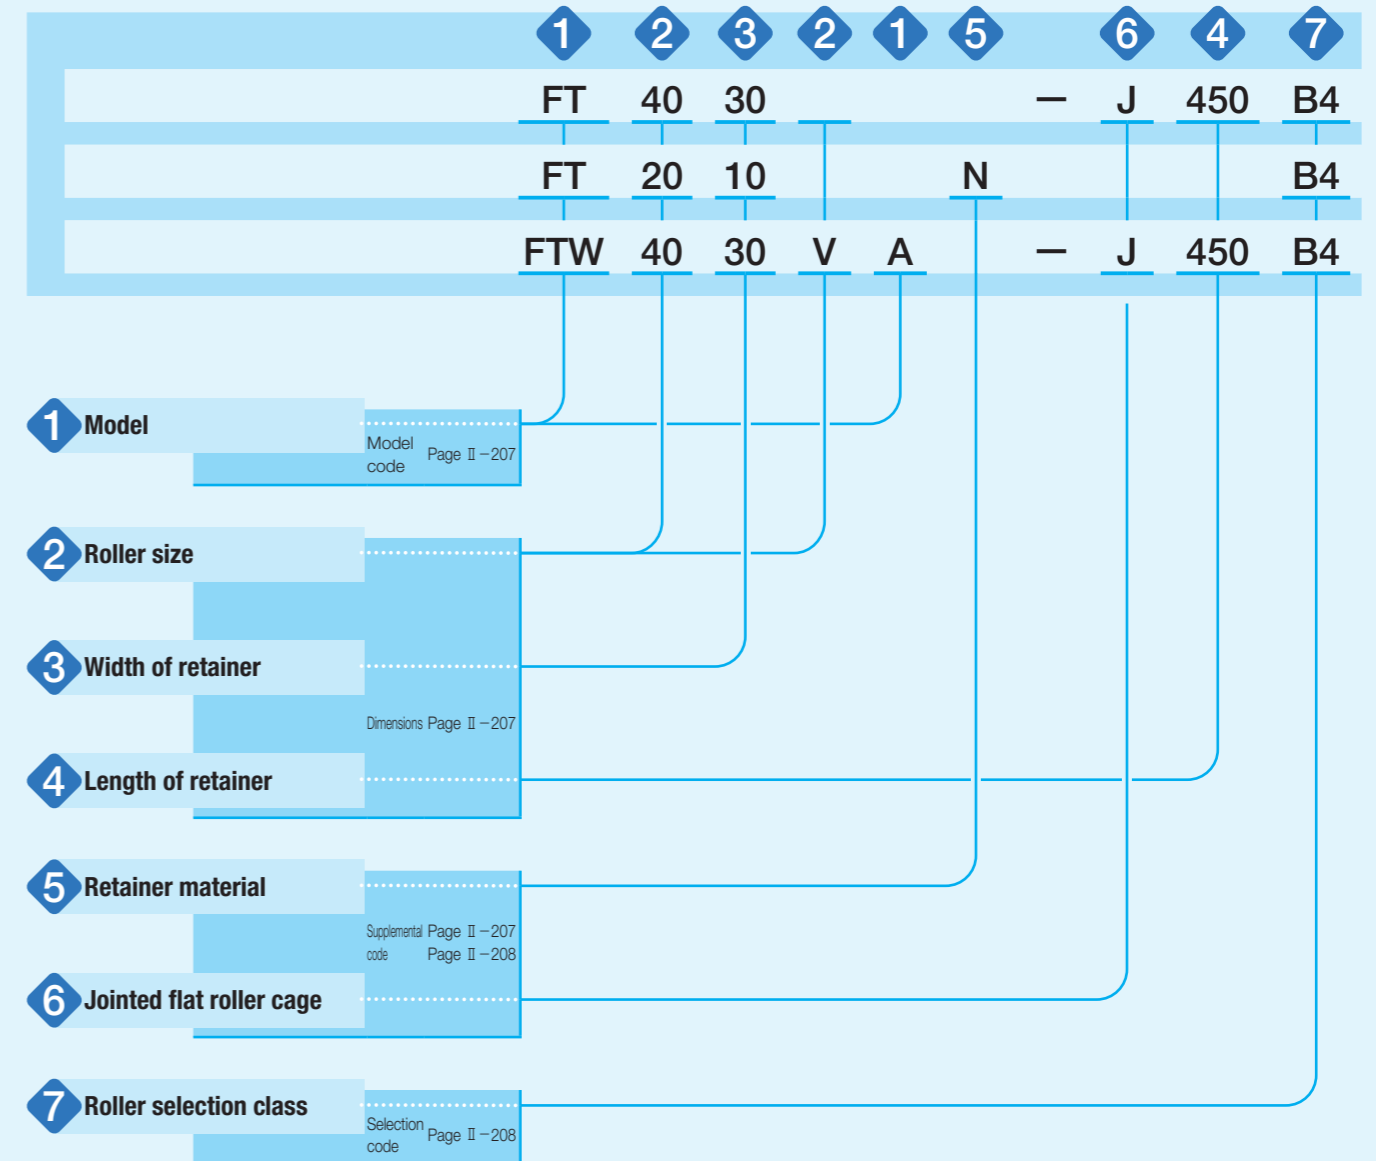 1 2 3 2 1 5 6 4 7
FT 40 30 — J 450 B4
FT 20 10 N B4
FTW 40 30 V A — J 450 B4
1 Model
Model code Page Ⅱ−207
2 Roller size
3 Width of retainer
Dimensions Page Ⅱ−207
4 Length of retainer
5 Retainer material
Supplemental Page Ⅱ−207
code Page Ⅱ−208
6 Jointed flat roller cage
7 Roller selection class
Selection code Page Ⅱ−208